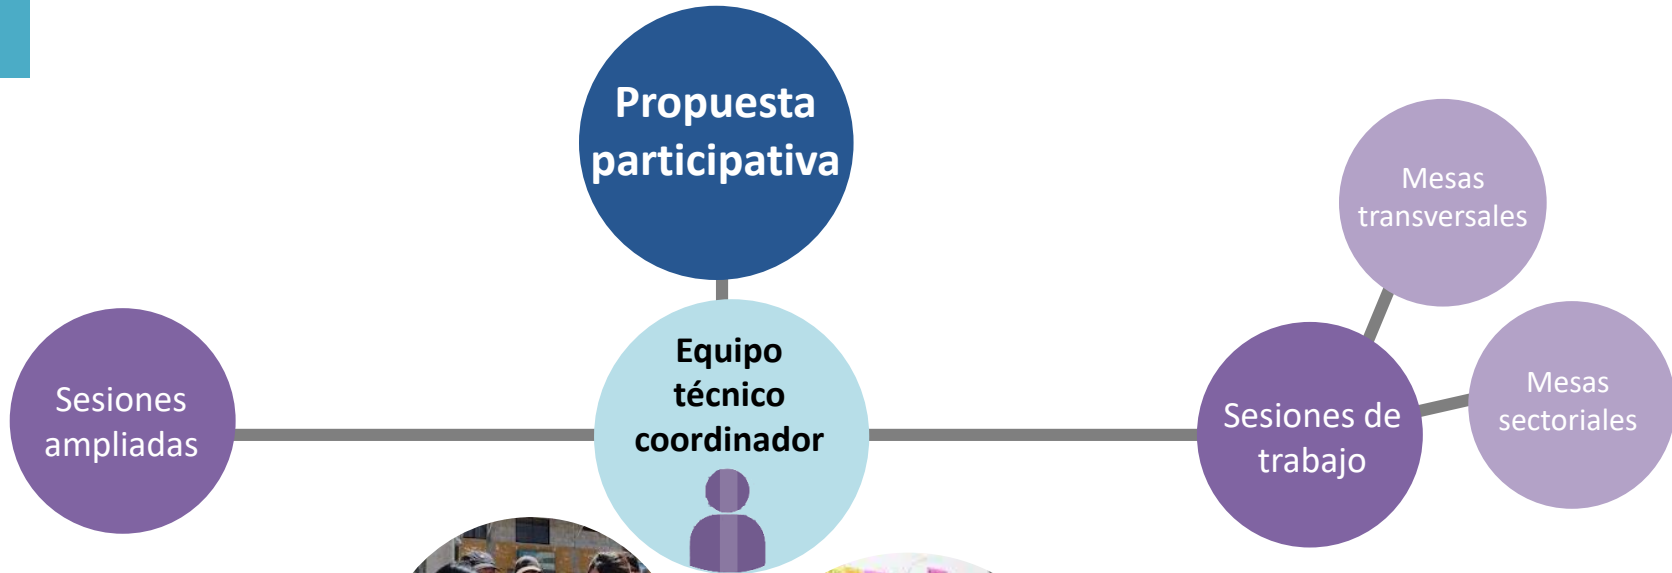 Propuesta
participativa
Mesas
transversales
Sesiones
ampliadas
Equipo
técnico
coordinador
Sesiones de
trabajo
Mesas
sectoriales